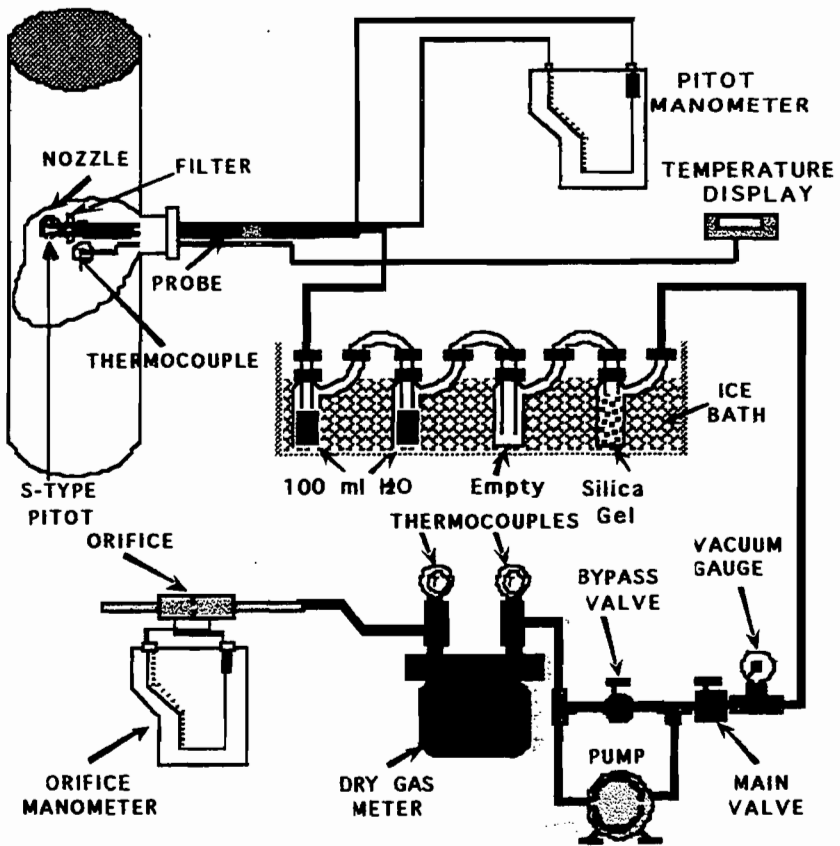 PITOT
MANOMETER
NOZZLE
FILTER
TEMPERATURE
DISPLAY
PROBE
THERMOCOUPLE
ICE
BATH
S-TYPE
PITOT
100 ml H2O
Empty
Silica
Gel
ORIFICE
THERMOCOUPLES
BYPASS
VALVE
VACUUM
GAUGE
ORIFICE
MANOMETER
DRY GAS
METER
PUMP
MAIN
VALVE